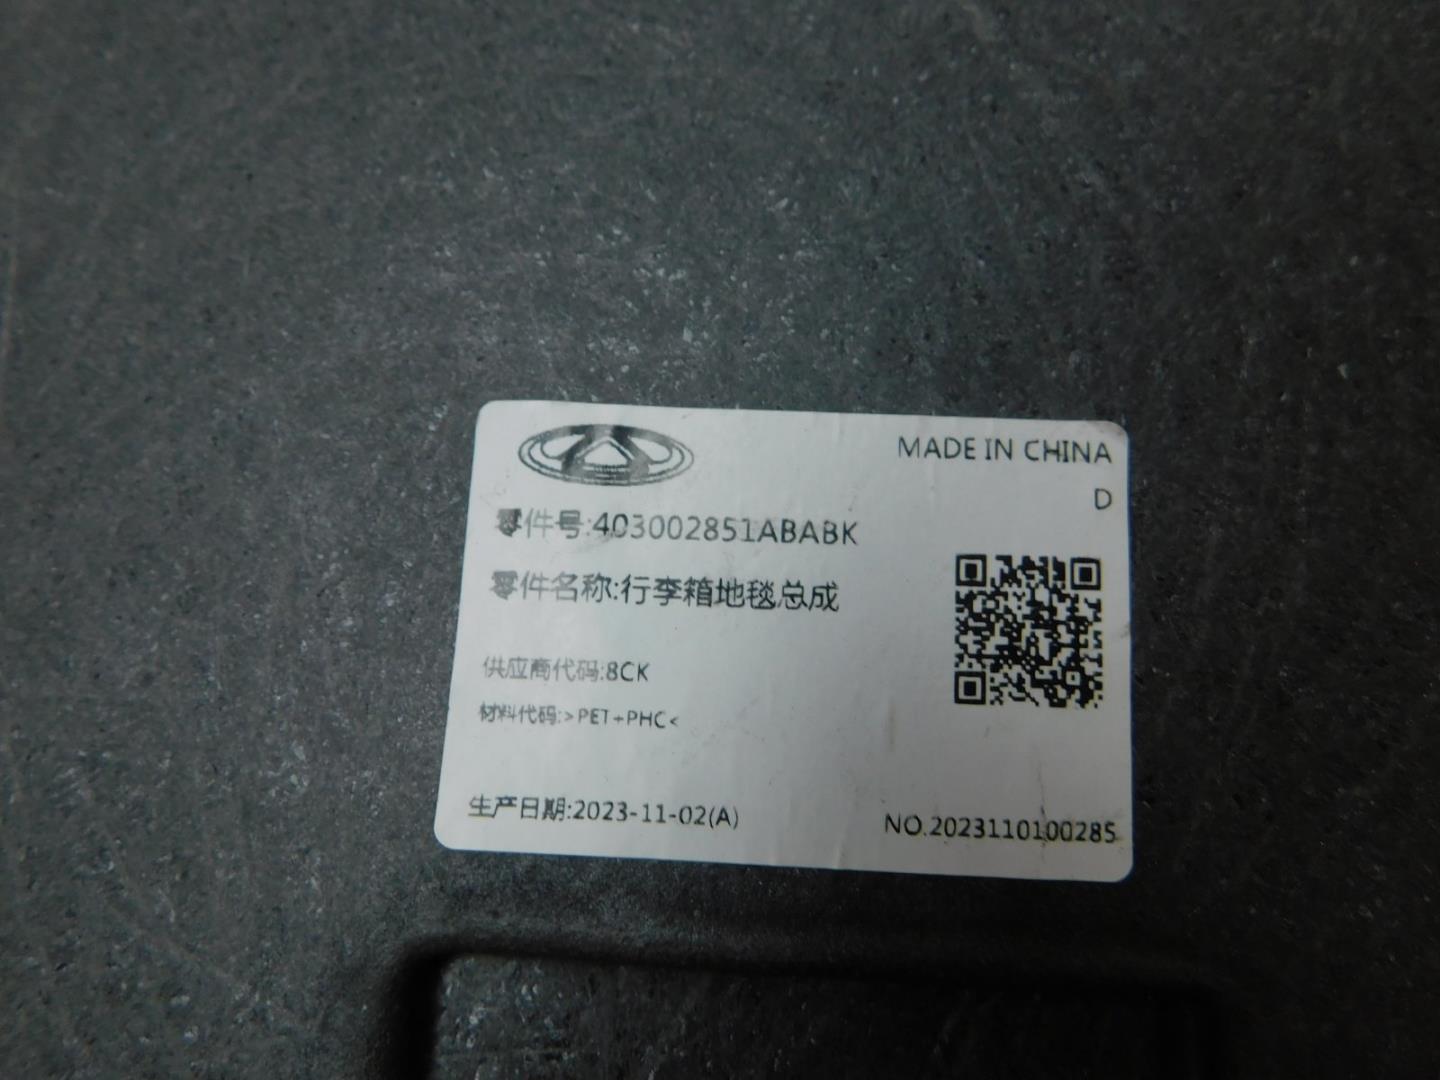 MADE IN CHINA
D
零件号:403002851ABABK
零件名称:行李箱地毯总成
供应商代码:8CK
材料代码:>PET+PHC<
生产日期:2023-11-02(A)
NO.2023110100285